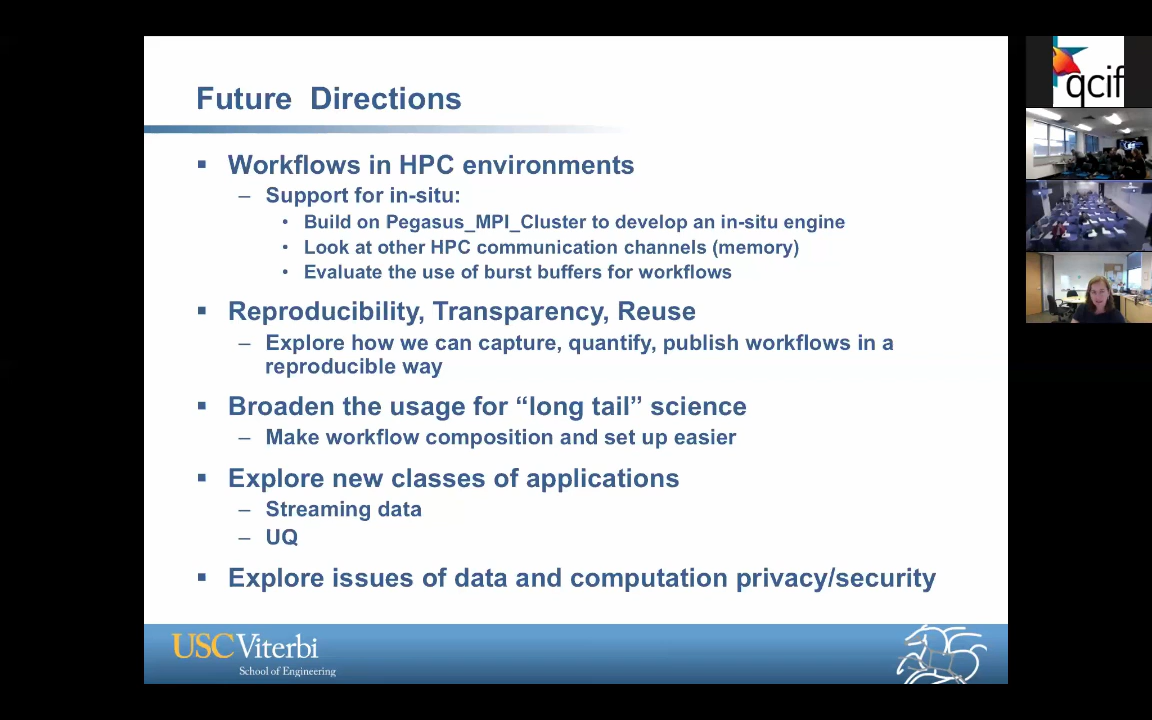 Future Directions
▪ Workflows in HPC environments
– Support for in-situ:
• Build on Pegasus_MPI_Cluster to develop an in-situ engine
• Look at other HPC communication channels (memory)
• Evaluate the use of burst buffers for workflows
▪ Reproducibility, Transparency, Reuse
– Explore how we can capture, quantify, publish workflows in a
reproducible way
▪ Broaden the usage for “long tail” science
– Make workflow composition and set up easier
▪ Explore new classes of applications
– Streaming data
– UQ
▪ Explore issues of data and computation privacy/security
USC Viterbi
School of Engineering
qcif